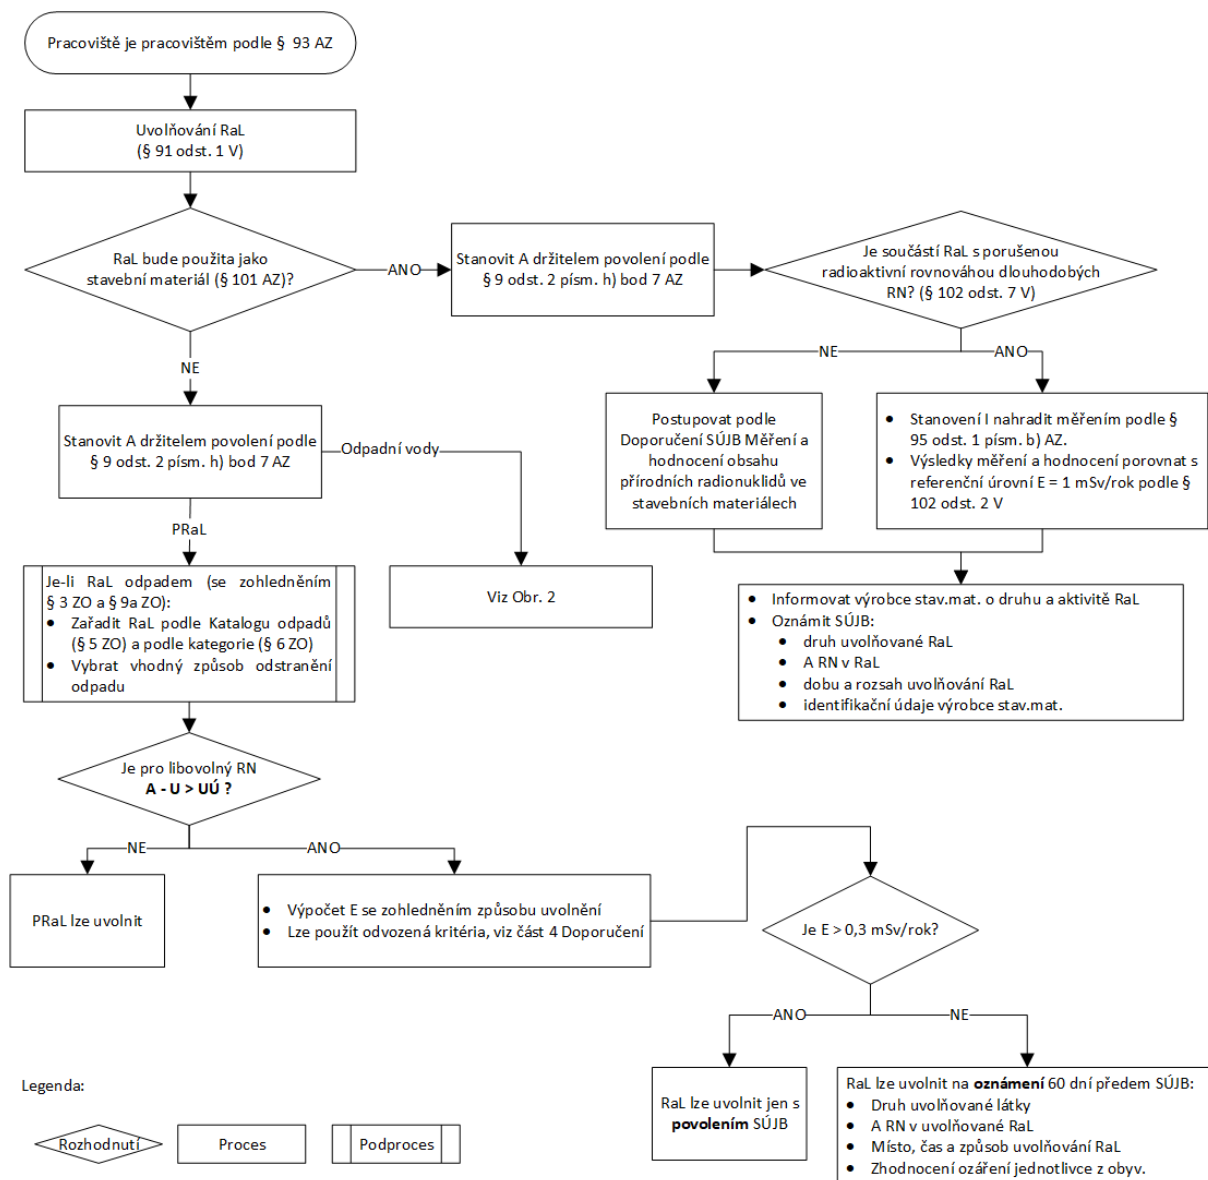 Pracoviště je pracovištěm podle § 93 AZ
Uvolňování RaL
(§ 91 odst. 1 V)
RaL bude použita jako
stavební materiál (§ 101 AZ)?
ANO
Stanovit A držitelem povolení podle
§ 9 odst. 2 písm. h) bod 7 AZ
Je součástí RaL s porušenou
radioaktivní rovnováhou dlouhodobých
RN? (§ 102 odst. 7 V)
NE
ANO
NE
Postupovat podle
Doporučení SÚJB Měření a
hodnocení obsahu
přírodních radionuklidů ve
stavebních materiálech
• Stanovení I nahradit měřením podle §
95 odst. 1 písm. b) AZ.
• Výsledky měření a hodnocení porovnat s
referenční úrovní E = 1 mSv/rok podle §
102 odst. 2 V
Stanovit A držitelem povolení podle
§ 9 odst. 2 písm. h) bod 7 AZ
Odpadní vody
PRaL
Viz Obr. 2
• Informovat výrobce stav.mat. o druhu a aktivitě RaL
• Oznámit SÚJB:
• druh uvolňované RaL
• A RN v RaL
• dobu a rozsah uvolňování RaL
• identifikační údaje výrobce stav.mat.
Je-li RaL odpadem (se zohledněním
§ 3 ZO a § 9a ZO):
• Zařadit RaL podle Katalogu odpadů
(§ 5 ZO) a podle kategorie (§ 6 ZO)
• Vybrat vhodný způsob odstranění
odpadu
Je pro libovolný RN
A - U > UÚ ?
NE
ANO
PRaL lze uvolnit
• Výpočet E se zohledněním způsobu uvolnění
• Lze použít odvozená kritéria, viz část 4 Doporučení
Je E > 0,3 mSv/rok?
ANO
NE
RaL lze uvolnit jen s
povolením SÚJB
RaL lze uvolnit na oznámení 60 dní předem SÚJB:
• Druh uvolňované látky
• A RN v uvolňované RaL
• Místo, čas a způsob uvolňování RaL
• Zhodnocení ozáření jednotlivce z obyv.
Legenda:
Rozhodnutí
Proces
Podproces